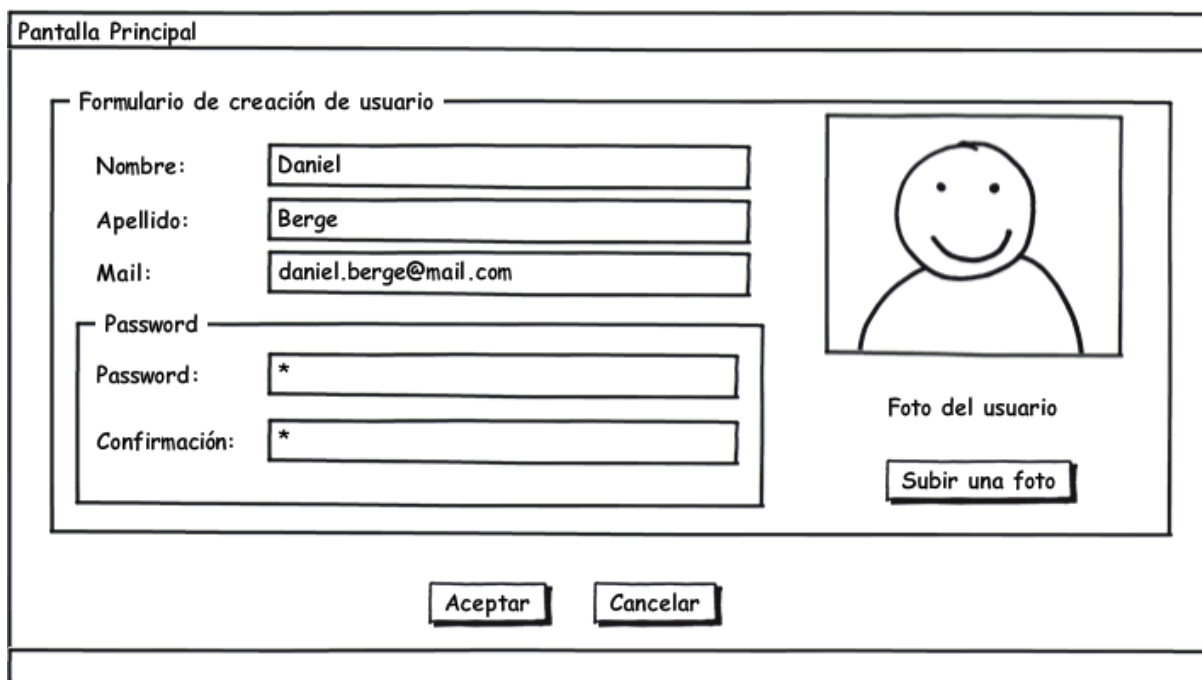 Pantalla Principal
Formulario de creación de usuario
Nombre: Daniel
Apellido: Berge
Mail: daniel.berge@mail.com
Password
Password: *
Confirmación: *
Foto del usuario
Subir una foto
Aceptar Cancelar